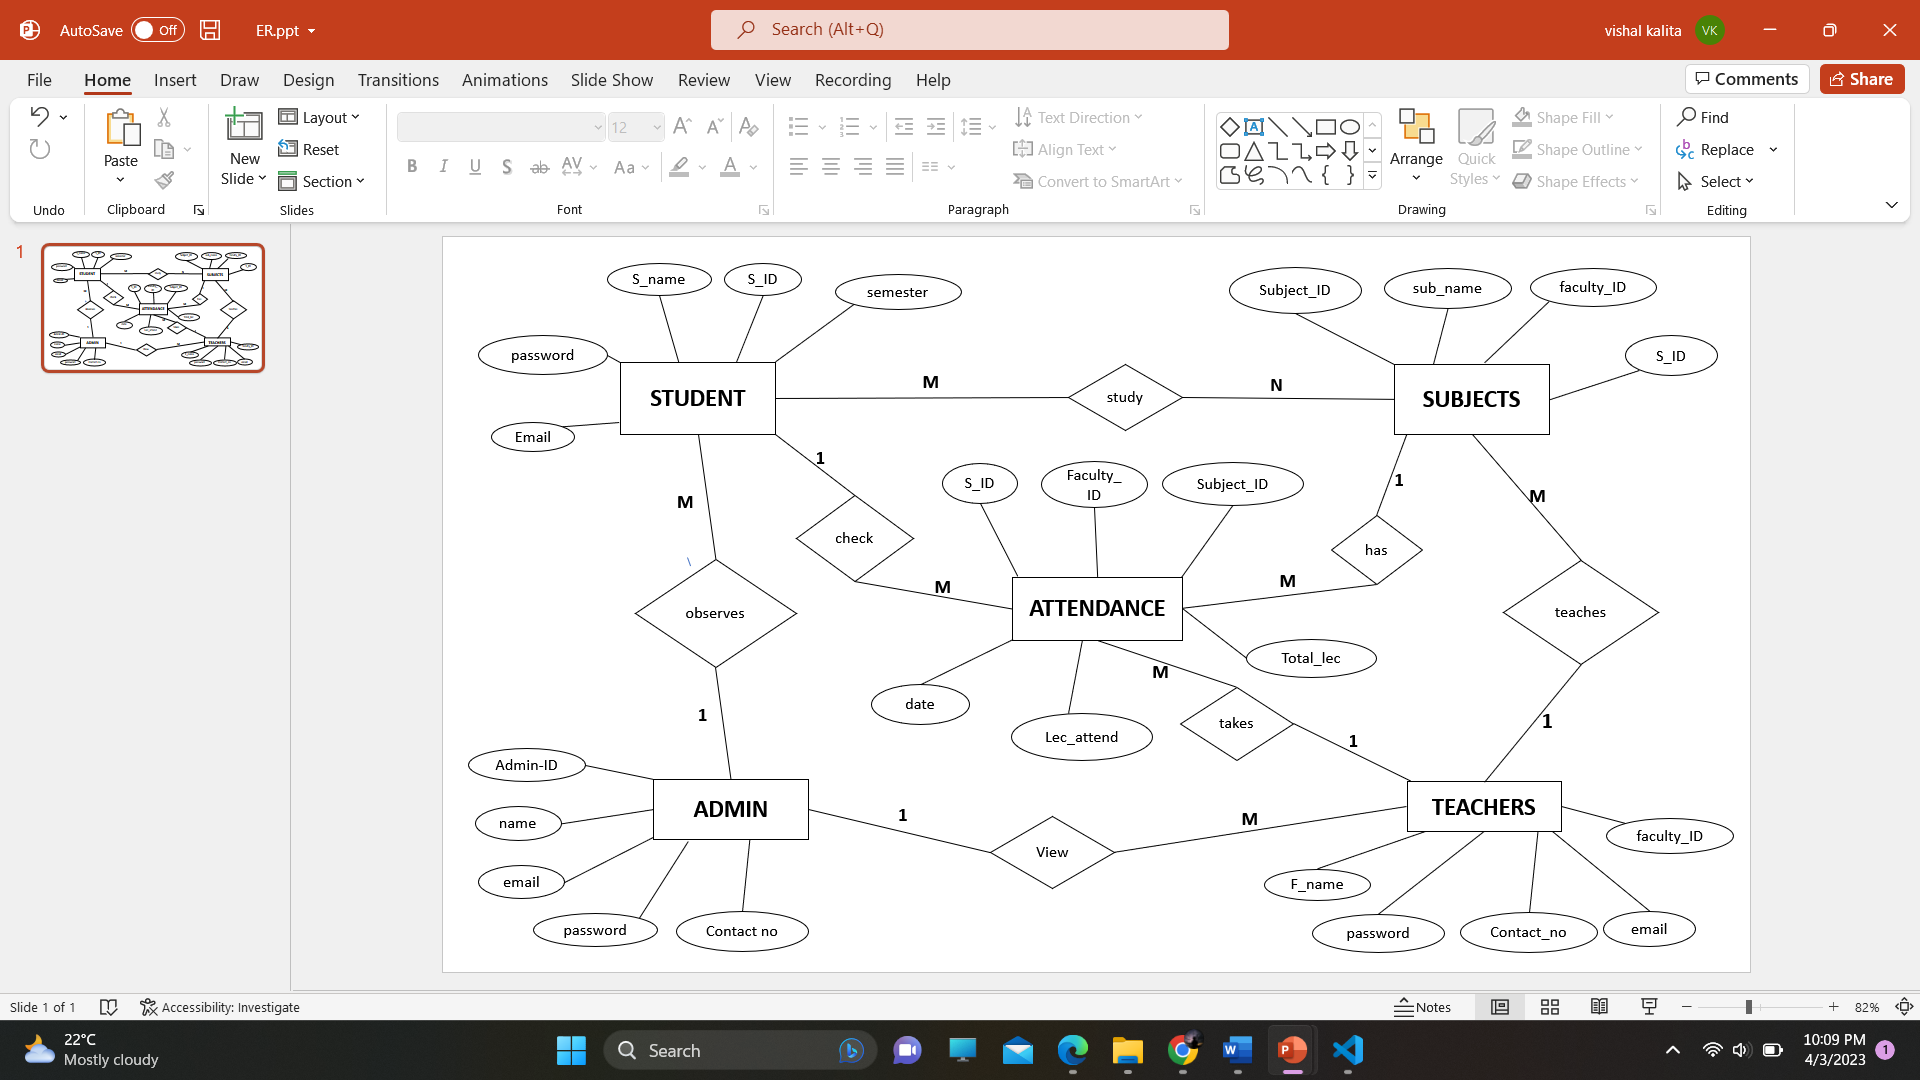 AutoSave Off ER.ppt Search (Alt+Q) vishal kalita VK
File Home Insert Draw Design Transitions Animations Slide Show Review View Recording Help Comments Share
Undo
Paste
Clipboard
New
Slide
Layout
Reset
Section
Slides
12
B I U S ab AV Aa A
Font
Text Direction
Align Text
Convert to SmartArt
Paragraph
Arrange
Quick
Styles
Shape Fill
Shape Outline
Shape Effects
Drawing
Find
Replace
Select
Editing
1
S_name
S_ID
semester
password
Email
STUDENT
M
study
N
Subject_ID
sub_name
faculty_ID
S_ID
SUBJECTS
1
check
M
S_ID
Faculty_
ID
Subject_ID
1
has
M
M
M
observes
1
ATTENDANCE
teaches
1
date
Lec_attend
Total_lec
M
takes
1
Admin-ID
name
email
password
Contact no
ADMIN
1
View
M
TEACHERS
faculty_ID
F_name
password
Contact_no
email
Slide 1 of 1 Accessibility: Investigate Notes 82%
22°C
Mostly cloudy
Search
10:09 PM
4/3/2023
1